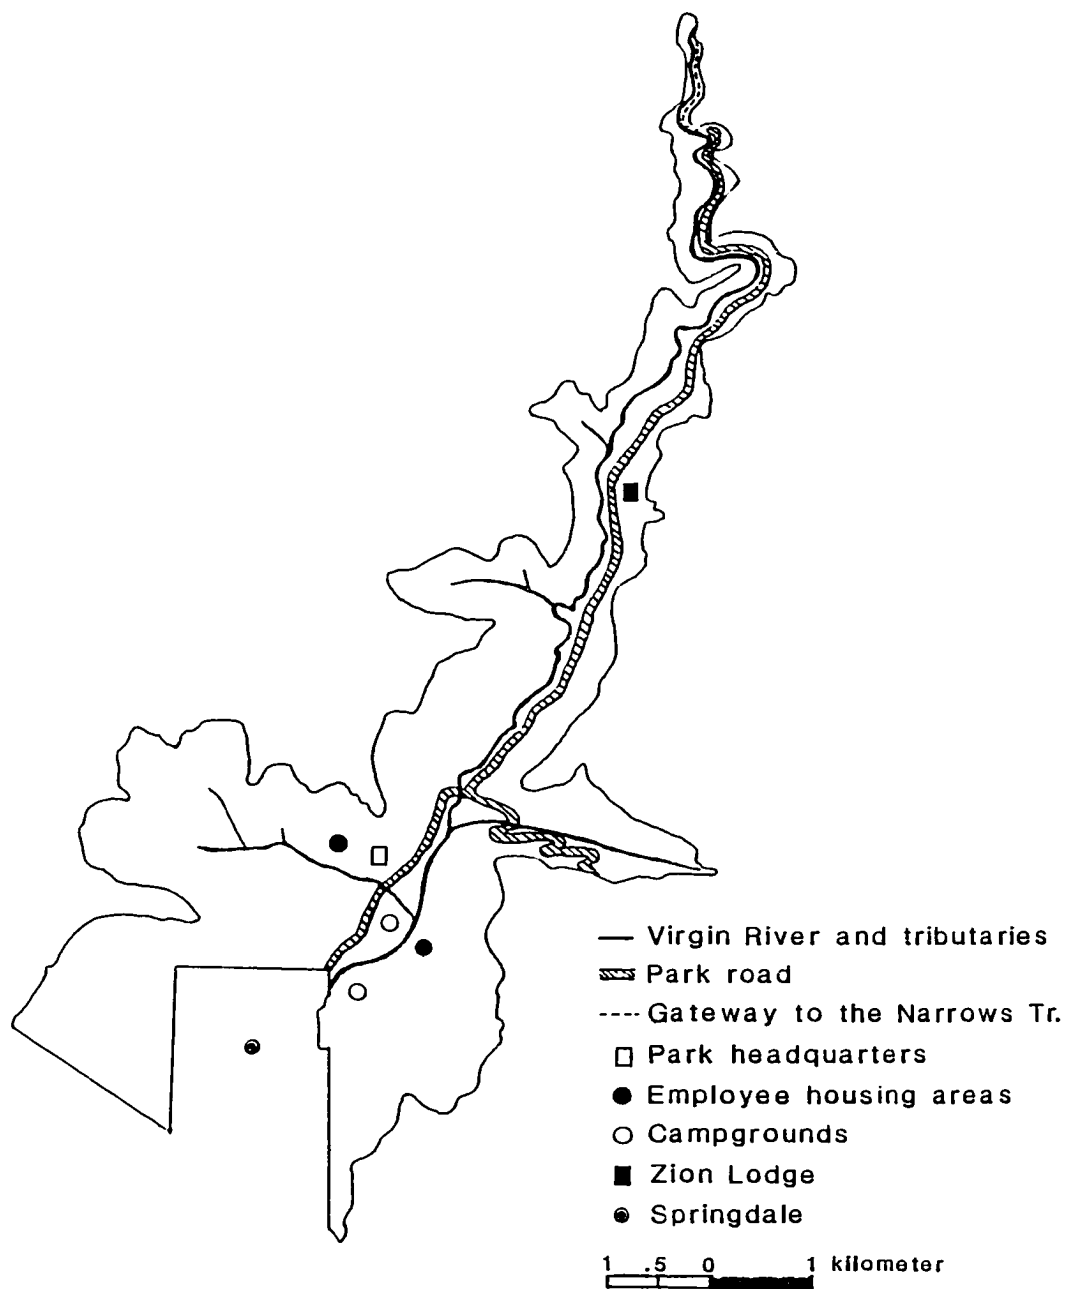 Virgin River and tributaries
Park road
Gateway to the Narrows Tr.
Park headquarters
Employee housing areas
Campgrounds
Zion Lodge
Springdale
1 .5 0 1 kilometer